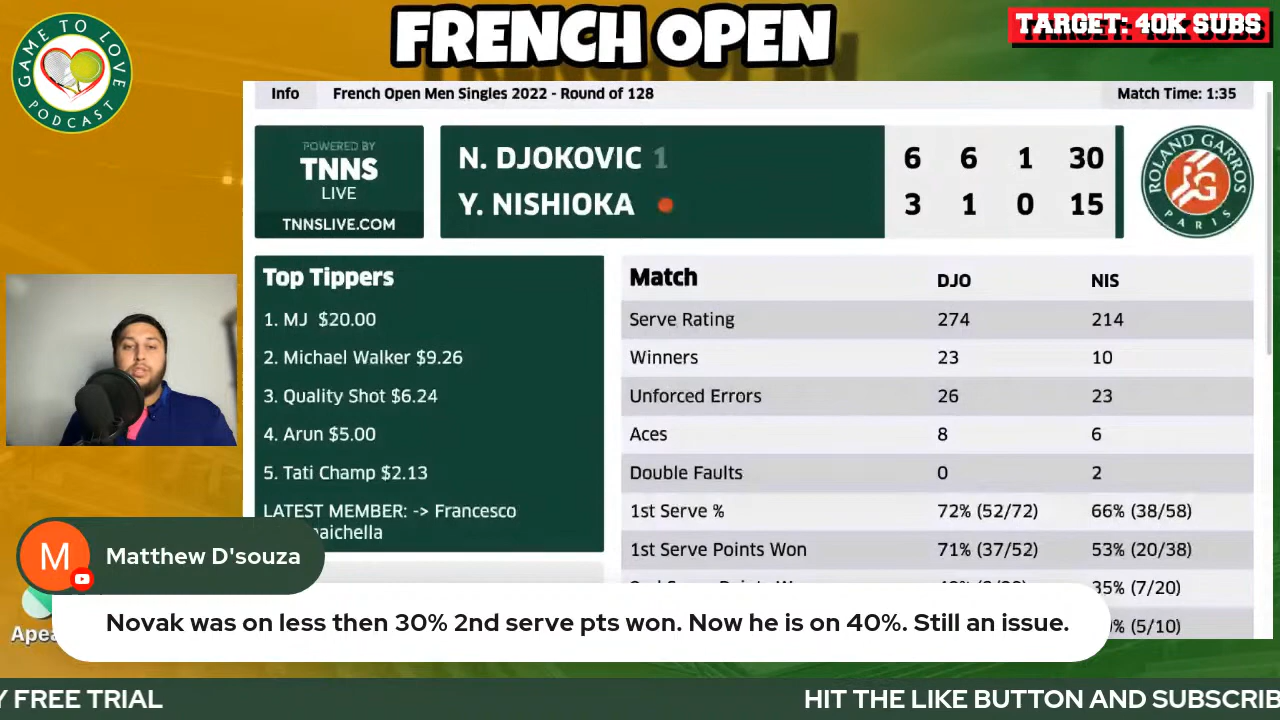 GAME TO LOVE
PODCAST
FRENCH OPEN
TARGET: 40K SUBS
Info
French Open Men Singles 2022 - Round of 128
Match Time: 1:35
POWERED BY
TNNS
LIVE
TNNSLIVE.COM
N. DJOKOVIC 1 6 6 1 30
Y. NISHIOKA 3 1 0 15
ROLAND GARROS
PARIS
Top Tippers
1. MJ $20.00
2. Michael Walker $9.26
3. Quality Shot $6.24
4. Arun $5.00
5. Tati Champ $2.13
LATEST MEMBER: -> Francesco
aichella
Match DJO NIS
Serve Rating 274 214
Winners 23 10
Unforced Errors 26 23
Aces 8 6
Double Faults 0 2
1st Serve % 72% (52/72) 66% (38/58)
1st Serve Points Won 71% (37/52) 53% (20/38)
35% (7/20)
(5/10)
M
Matthew D'souza
Novak was on less then 30% 2nd serve pts won. Now he is on 40%. Still an issue.
Apea
Y FREE TRIAL
HIT THE LIKE BUTTON AND SUBSCRIB